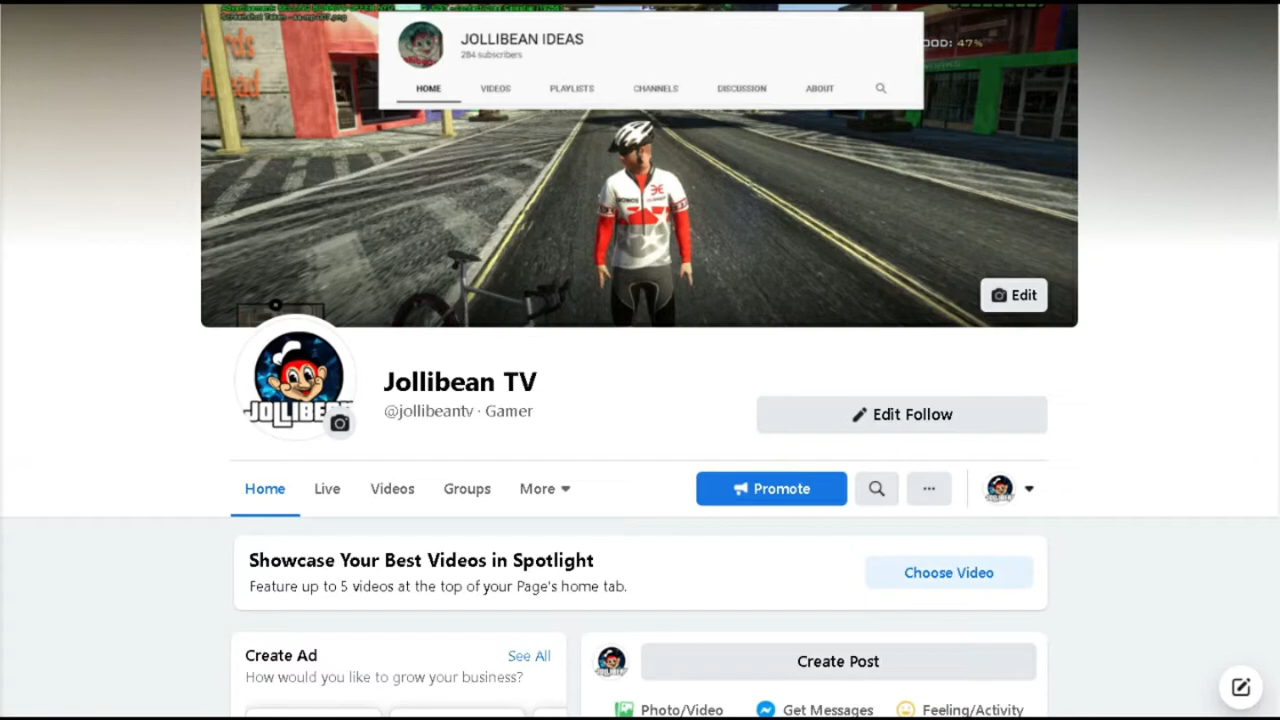 JOLLIBEAN IDEAS
284 subscribers
HOME VIDEOS PLAYLISTS CHANNELS DISCUSSION ABOUT
OOD: 47%
Edit
JOLLIBE
Jollibean TV
@jollibeantv · Gamer
Edit Follow
Home Live Videos Groups More
Promote
Showcase Your Best Videos in Spotlight
Feature up to 5 videos at the top of your Page's home tab.
Choose Video
Create Ad
See All
How would you like to grow your business?
Create Post
Photo/Video Get Messages Feeling/Activity